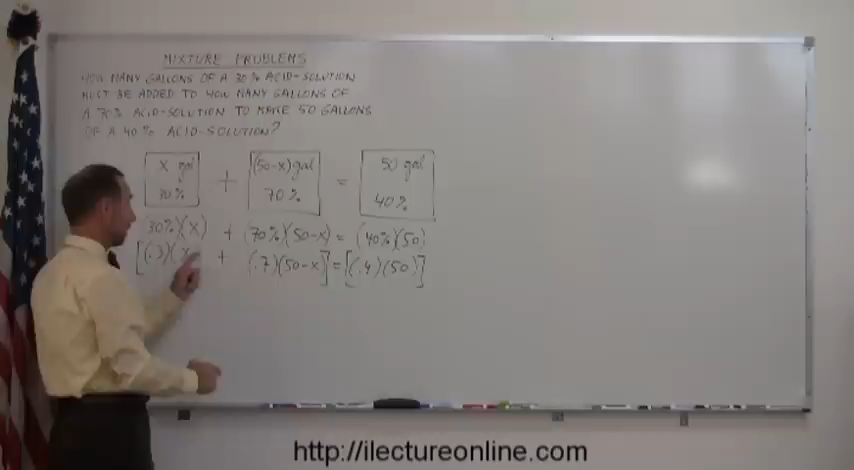 MIXTURE PROBLEMS
HOW MANY GALLONS OF A 30% ACID-SOLUTION
MUST BE ADDED TO HOW MANY GALLONS OF
A 70% ACID-SOLUTION TO MAKE 50 GALLONS
OF A 40% ACID-SOLUTION?
x gal + (50-x) gal = 50 gal
30% 70% 40%
30%)(x) + (70%)(50-x) = (40%)(50)
[(.3)(x + (.7)(50-x)] = [(.4)(50)]
http://ilectureonline.com